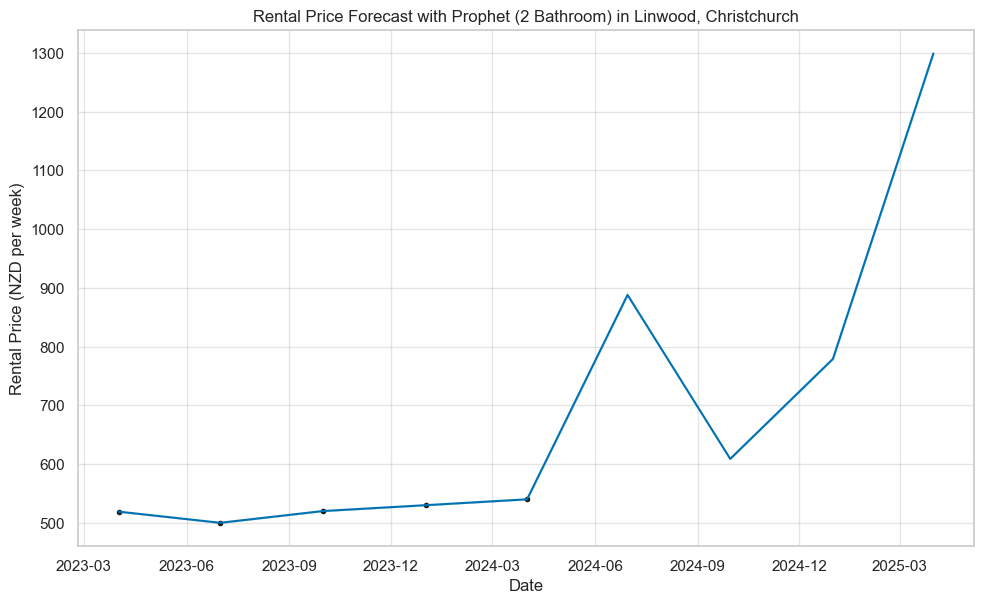 Rental Price Forecast with Prophet (2 Bathroom) in Linwood, Christchurch
Rental Price (NZD per week)
1300
1200
1100
1000
900
800
700
600
500
2023-03 2023-06 2023-09 2023-12 2024-03 2024-06 2024-09 2024-12 2025-03
Date